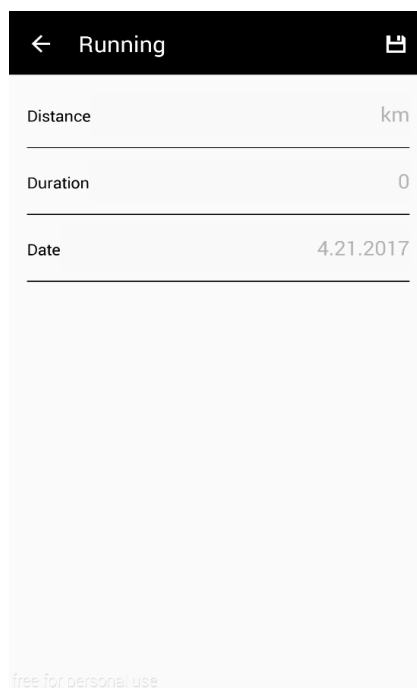 Running
Distance km
Duration 0
Date 4.21.2017
free for personal use